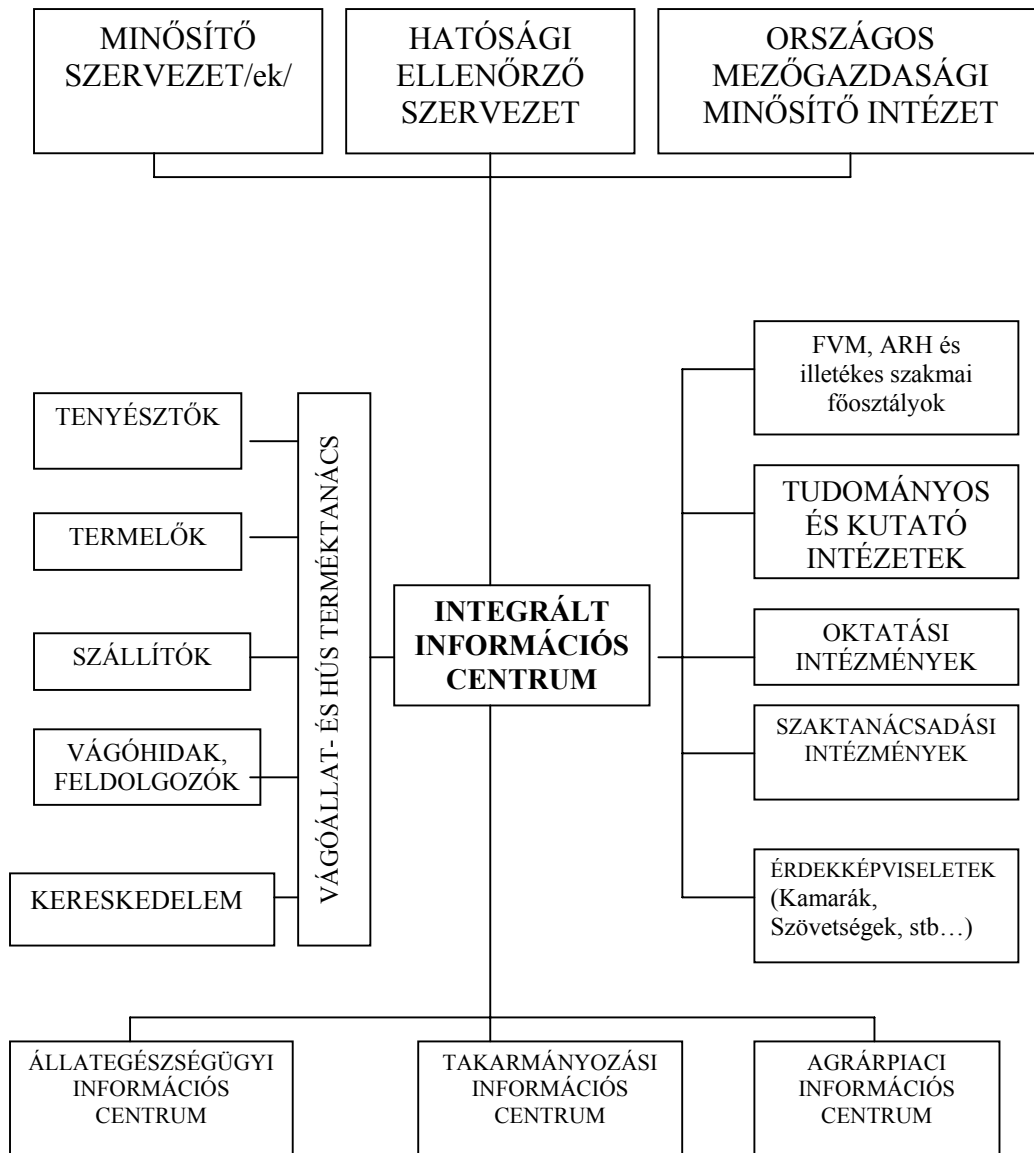 MINŐSÍTŐ
SZERVEZET/ek/
HATÓSÁGI
ELLENŐRZŐ
SZERVEZET
ORSZÁGOS
MEZŐGAZDASÁGI
MINŐSÍTŐ INTÉZET
TENYÉSZTŐK
TERMELŐK
SZÁLLÍTÓK
VÁGÓHIDAK,
FELDOLGOZÓK
KERESKEDELEM
VÁGÓÁLLAT- ÉS HÚS TERMÉKTANÁCS
INTEGRÁLT
INFORMÁCIÓS
CENTRUM
FVM, ARH és
illetékes szakmai
főosztályok
TUDOMÁNYOS
ÉS KUTATÓ
INTÉZETEK
OKTATÁSI
INTÉZMÉNYEK
SZAKTANÁCSADÁSI
INTÉZMÉNYEK
ÉRDEKKÉPVISELETEK
(Kamarák,
Szövetségek, stb…)
ÁLLATEGÉSZSÉGÜGYI
INFORMÁCIÓS
CENTRUM
TAKARMÁNYOZÁSI
INFORMÁCIÓS
CENTRUM
AGRÁRPIACI
INFORMÁCIÓS
CENTRUM